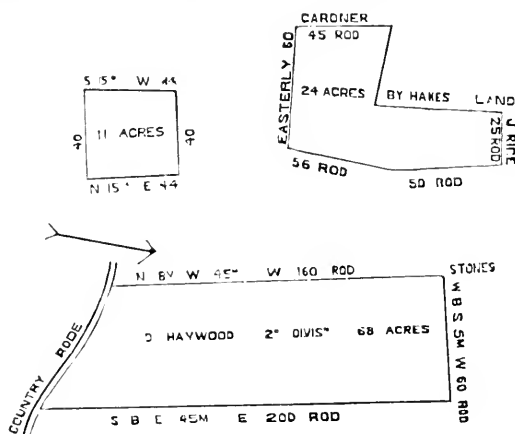 CARDNER
45 ROD
EASTERLY 60
24 ACRES
BY HAKES LAND
J RICE
25 ROD
56 ROD
50 ROD
S 15° W 44
40
11 ACRES
40
N 15° E 44
N BY W 45" W 160 ROD
STONES
COUNTRY RODE
D HAYWOOD 2° DIVIS" 68 ACRES
W B S 5M W 60 ROD
S B E 45M E 200 ROD